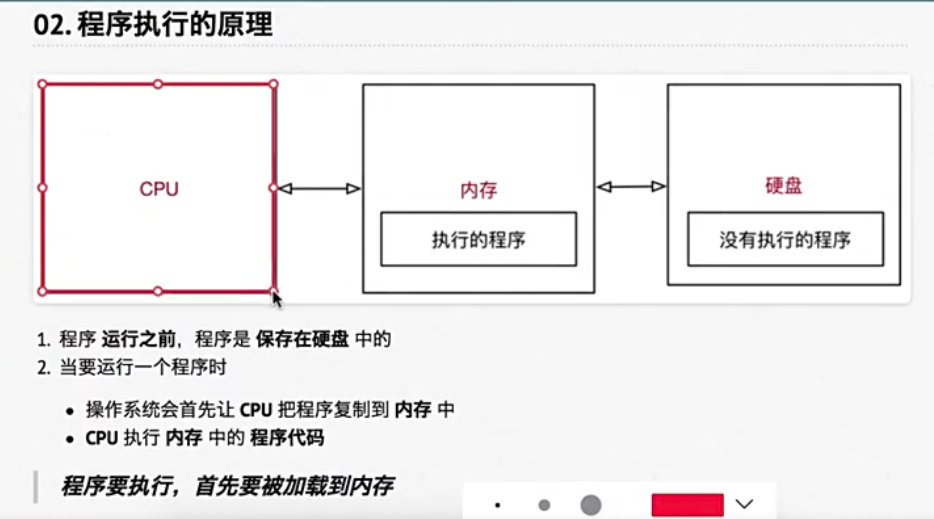 02. 程序执行的原理
CPU
内存
硬盘
执行的程序
没有执行的程序
1. 程序 运行之前，程序是 保存在硬盘 中的
2. 当要运行一个程序时
• 操作系统会首先让 CPU 把程序复制到 内存 中
• CPU 执行 内存 中的 程序代码
程序要执行，首先要被加载到内存